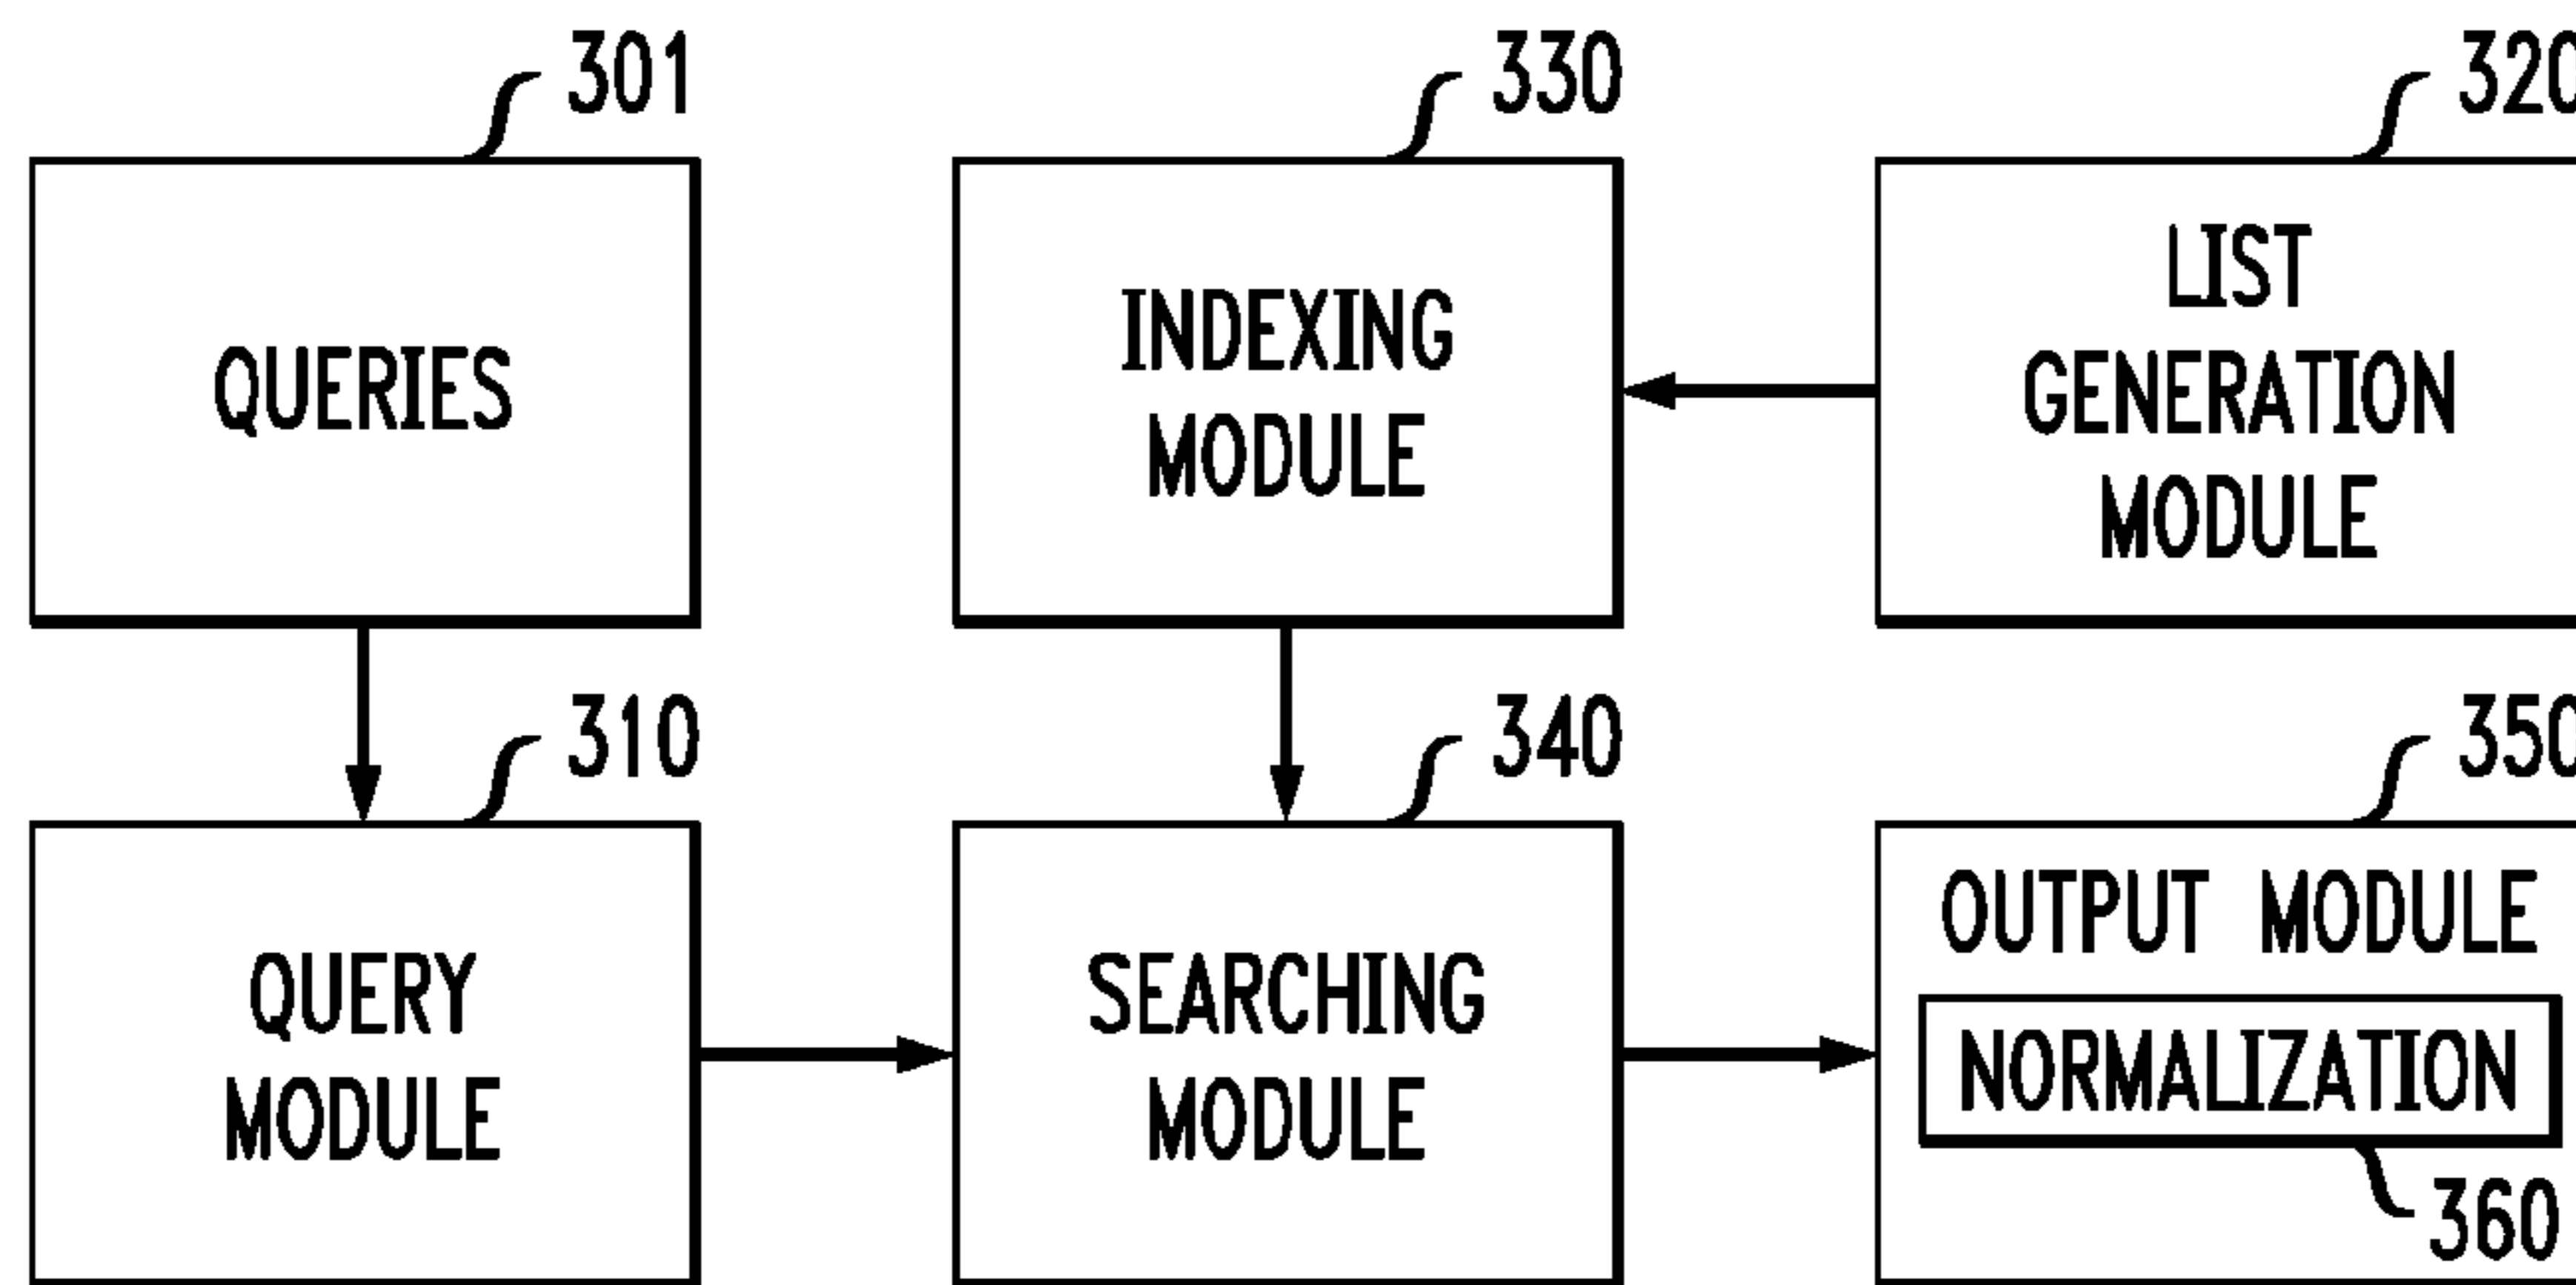 301
330
320
QUERIES
INDEXING
MODULE
LIST
GENERATION
MODULE
310
340
350
QUERY
MODULE
SEARCHING
MODULE
OUTPUT MODULE
NORMALIZATION
360